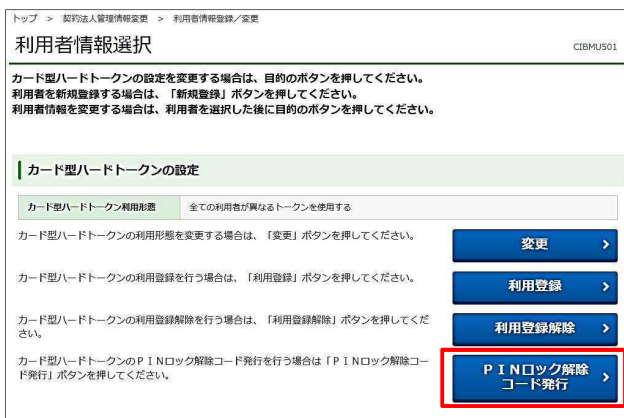 トップ > 契約法人管理情報変更 > 利用者情報登録／変更
利用者情報選択
CIBMU501
カード型ハードトークンの設定を変更する場合は、目的のボタンを押してください。
利用者を新規登録する場合は、「新規登録」ボタンを押してください。
利用者情報を変更する場合は、利用者を選択した後に目的のボタンを押してください。
カード型ハードトークンの設定
カード型ハードトークン利用形態 全ての利用者が異なるトークンを使用する
カード型ハードトークンの利用形態を変更する場合は、「変更」ボタンを押してください。
変更
カード型ハードトークンの利用登録を行う場合は、「利用登録」ボタンを押してください。
利用登録
カード型ハードトークンの利用登録解除を行う場合は、「利用登録解除」ボタンを押してくだ
さい。
利用登録解除
カード型ハードトークンのＰＩＮロック解除コード発行を行う場合は「ＰＩＮロック解除コー
ド発行」ボタンを押してください。
ＰＩＮロック解除
コード発行